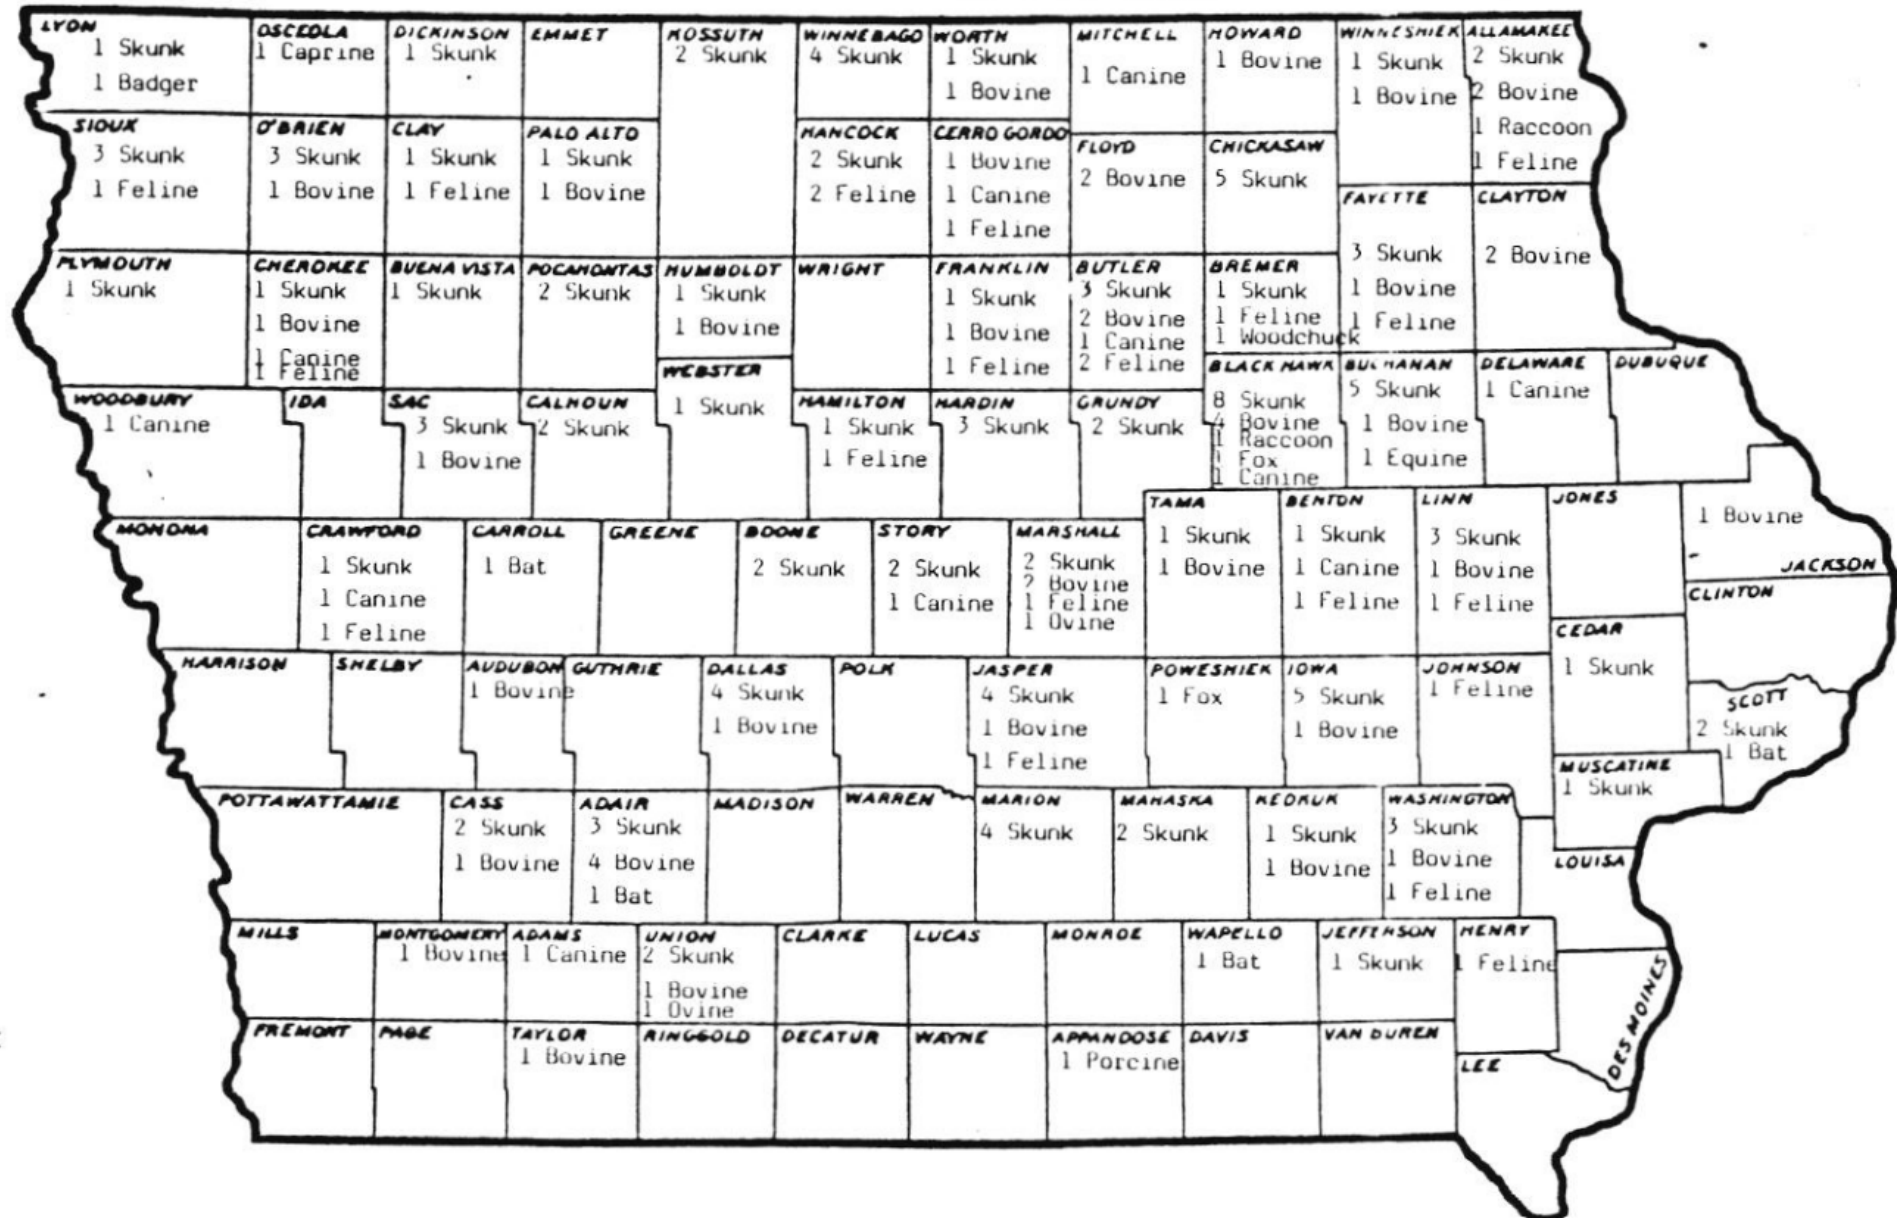 LYON
1 Skunk
1 Badger
OSCEOLA
1 Caprine
DICKINSON
1 Skunk
EMMET
KOSSUTH
2 Skunk
WINNEBAGO
4 Skunk
WORTH
1 Skunk
1 Bovine
MITCHELL
1 Canine
HOWARD
1 Bovine
WINNESHIEK
1 Skunk
1 Bovine
ALLAMAKEE
2 Skunk
2 Bovine
1 Raccoon
1 Feline
SIOUX
3 Skunk
1 Feline
O'BRIEN
3 Skunk
1 Bovine
CLAY
1 Skunk
1 Feline
PALO ALTO
1 Skunk
1 Bovine
HANCOCK
2 Skunk
2 Feline
CERRO GORDO
1 Bovine
1 Canine
1 Feline
FLOYD
2 Bovine
CHICKASAW
5 Skunk
FAYETTE
3 Skunk
1 Bovine
1 Feline
CLAYTON
2 Bovine
PLYMOUTH
1 Skunk
CHEROKEE
1 Skunk
1 Bovine
1 Canine
1 Feline
BUENA VISTA
1 Skunk
POCAHONTAS
2 Skunk
HUMBOLDT
1 Skunk
1 Bovine
WRIGHT
FRANKLIN
1 Skunk
1 Bovine
1 Feline
BUTLER
3 Skunk
2 Bovine
1 Canine
2 Feline
BREMER
1 Skunk
1 Feline
1 Woodchuck
WOODBURY
1 Canine
IDA
SAC
3 Skunk
1 Bovine
CALHOUN
2 Skunk
WEBSTER
1 Skunk
HAMILTON
1 Skunk
1 Feline
HARDIN
3 Skunk
GRUNDY
2 Skunk
BLACK HAWK
8 Skunk
4 Bovine
1 Raccoon
1 Fox
1 Canine
BUCHANAN
5 Skunk
1 Bovine
1 Equine
DELAWARE
1 Canine
DUBUQUE
MONONA
CRAWFORD
1 Skunk
1 Canine
1 Feline
CARROLL
1 Bat
GREENE
BOONE
2 Skunk
STORY
2 Skunk
1 Canine
MARSHALL
2 Skunk
2 Bovine
1 Feline
1 Ovine
TAMA
1 Skunk
1 Bovine
BENTON
1 Skunk
1 Canine
1 Feline
LINN
3 Skunk
1 Bovine
1 Feline
JONES
1 Bovine
JACKSON
CLINTON
CEDAR
1 Skunk
HARRISON
SHELBY
AUDUBON
1 Bovine
GUTHRIE
DALLAS
4 Skunk
1 Bovine
POLK
JASPER
4 Skunk
1 Bovine
1 Feline
POWESHIEK
1 Fox
IOWA
5 Skunk
1 Bovine
JOHNSON
1 Feline
SCOTT
2 Skunk
1 Bat
MUSCATINE
1 Skunk
POTTAWATTAMIE
CASS
2 Skunk
1 Bovine
ADAIR
3 Skunk
4 Bovine
1 Bat
MADISON
WARREN
MARION
4 Skunk
MAHASKA
2 Skunk
KEOKUK
1 Skunk
1 Bovine
WASHINGTON
3 Skunk
1 Bovine
1 Feline
LOUISA
MILLS
MONTGOMERY
1 Bovine
ADAMS
1 Canine
UNION
2 Skunk
1 Bovine
1 Ovine
CLARKE
LUCAS
MONROE
WAPELLO
1 Bat
JEFFERSON
1 Skunk
HENRY
1 Feline
DES MOINES
FREMONT
PAGE
TAYLOR
1 Bovine
RINGGOLD
DECATUR
WAYNE
APPANOOSE
1 Porcine
DAVIS
VAN BUREN
LEE